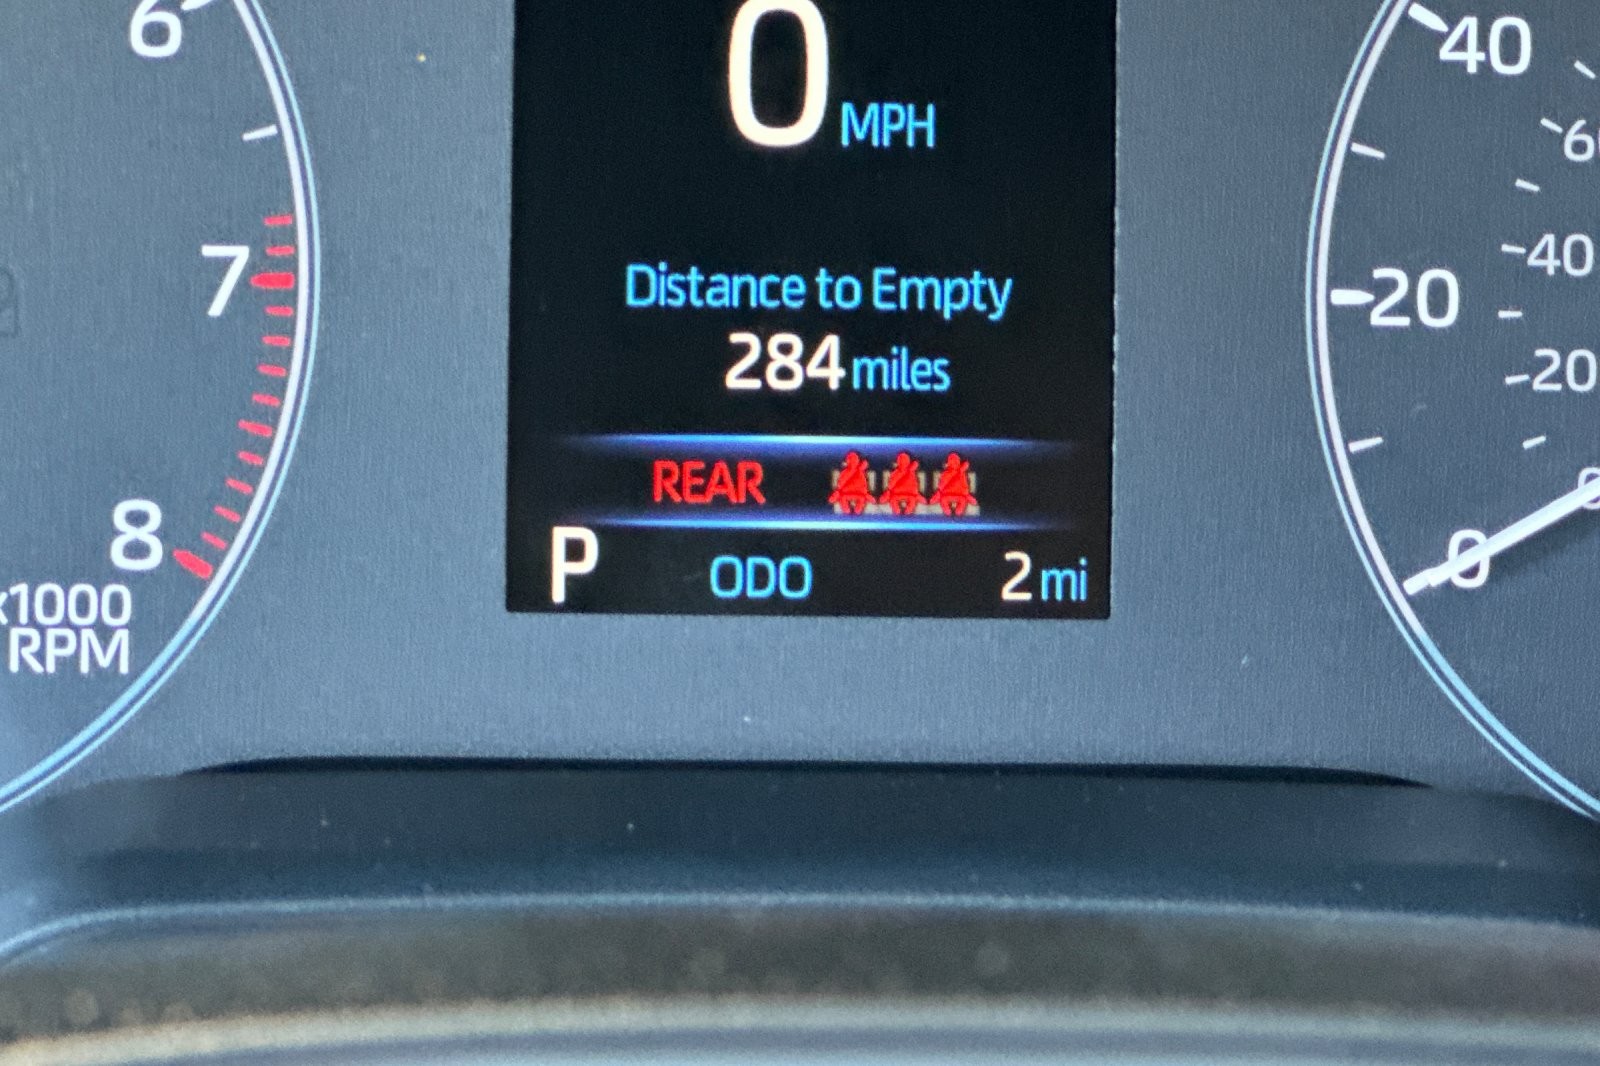 6
7
8
x1000
RPM
0 MPH
Distance to Empty
284 miles
REAR
P ODO 2 mi
40
20
0
60
40
20
0